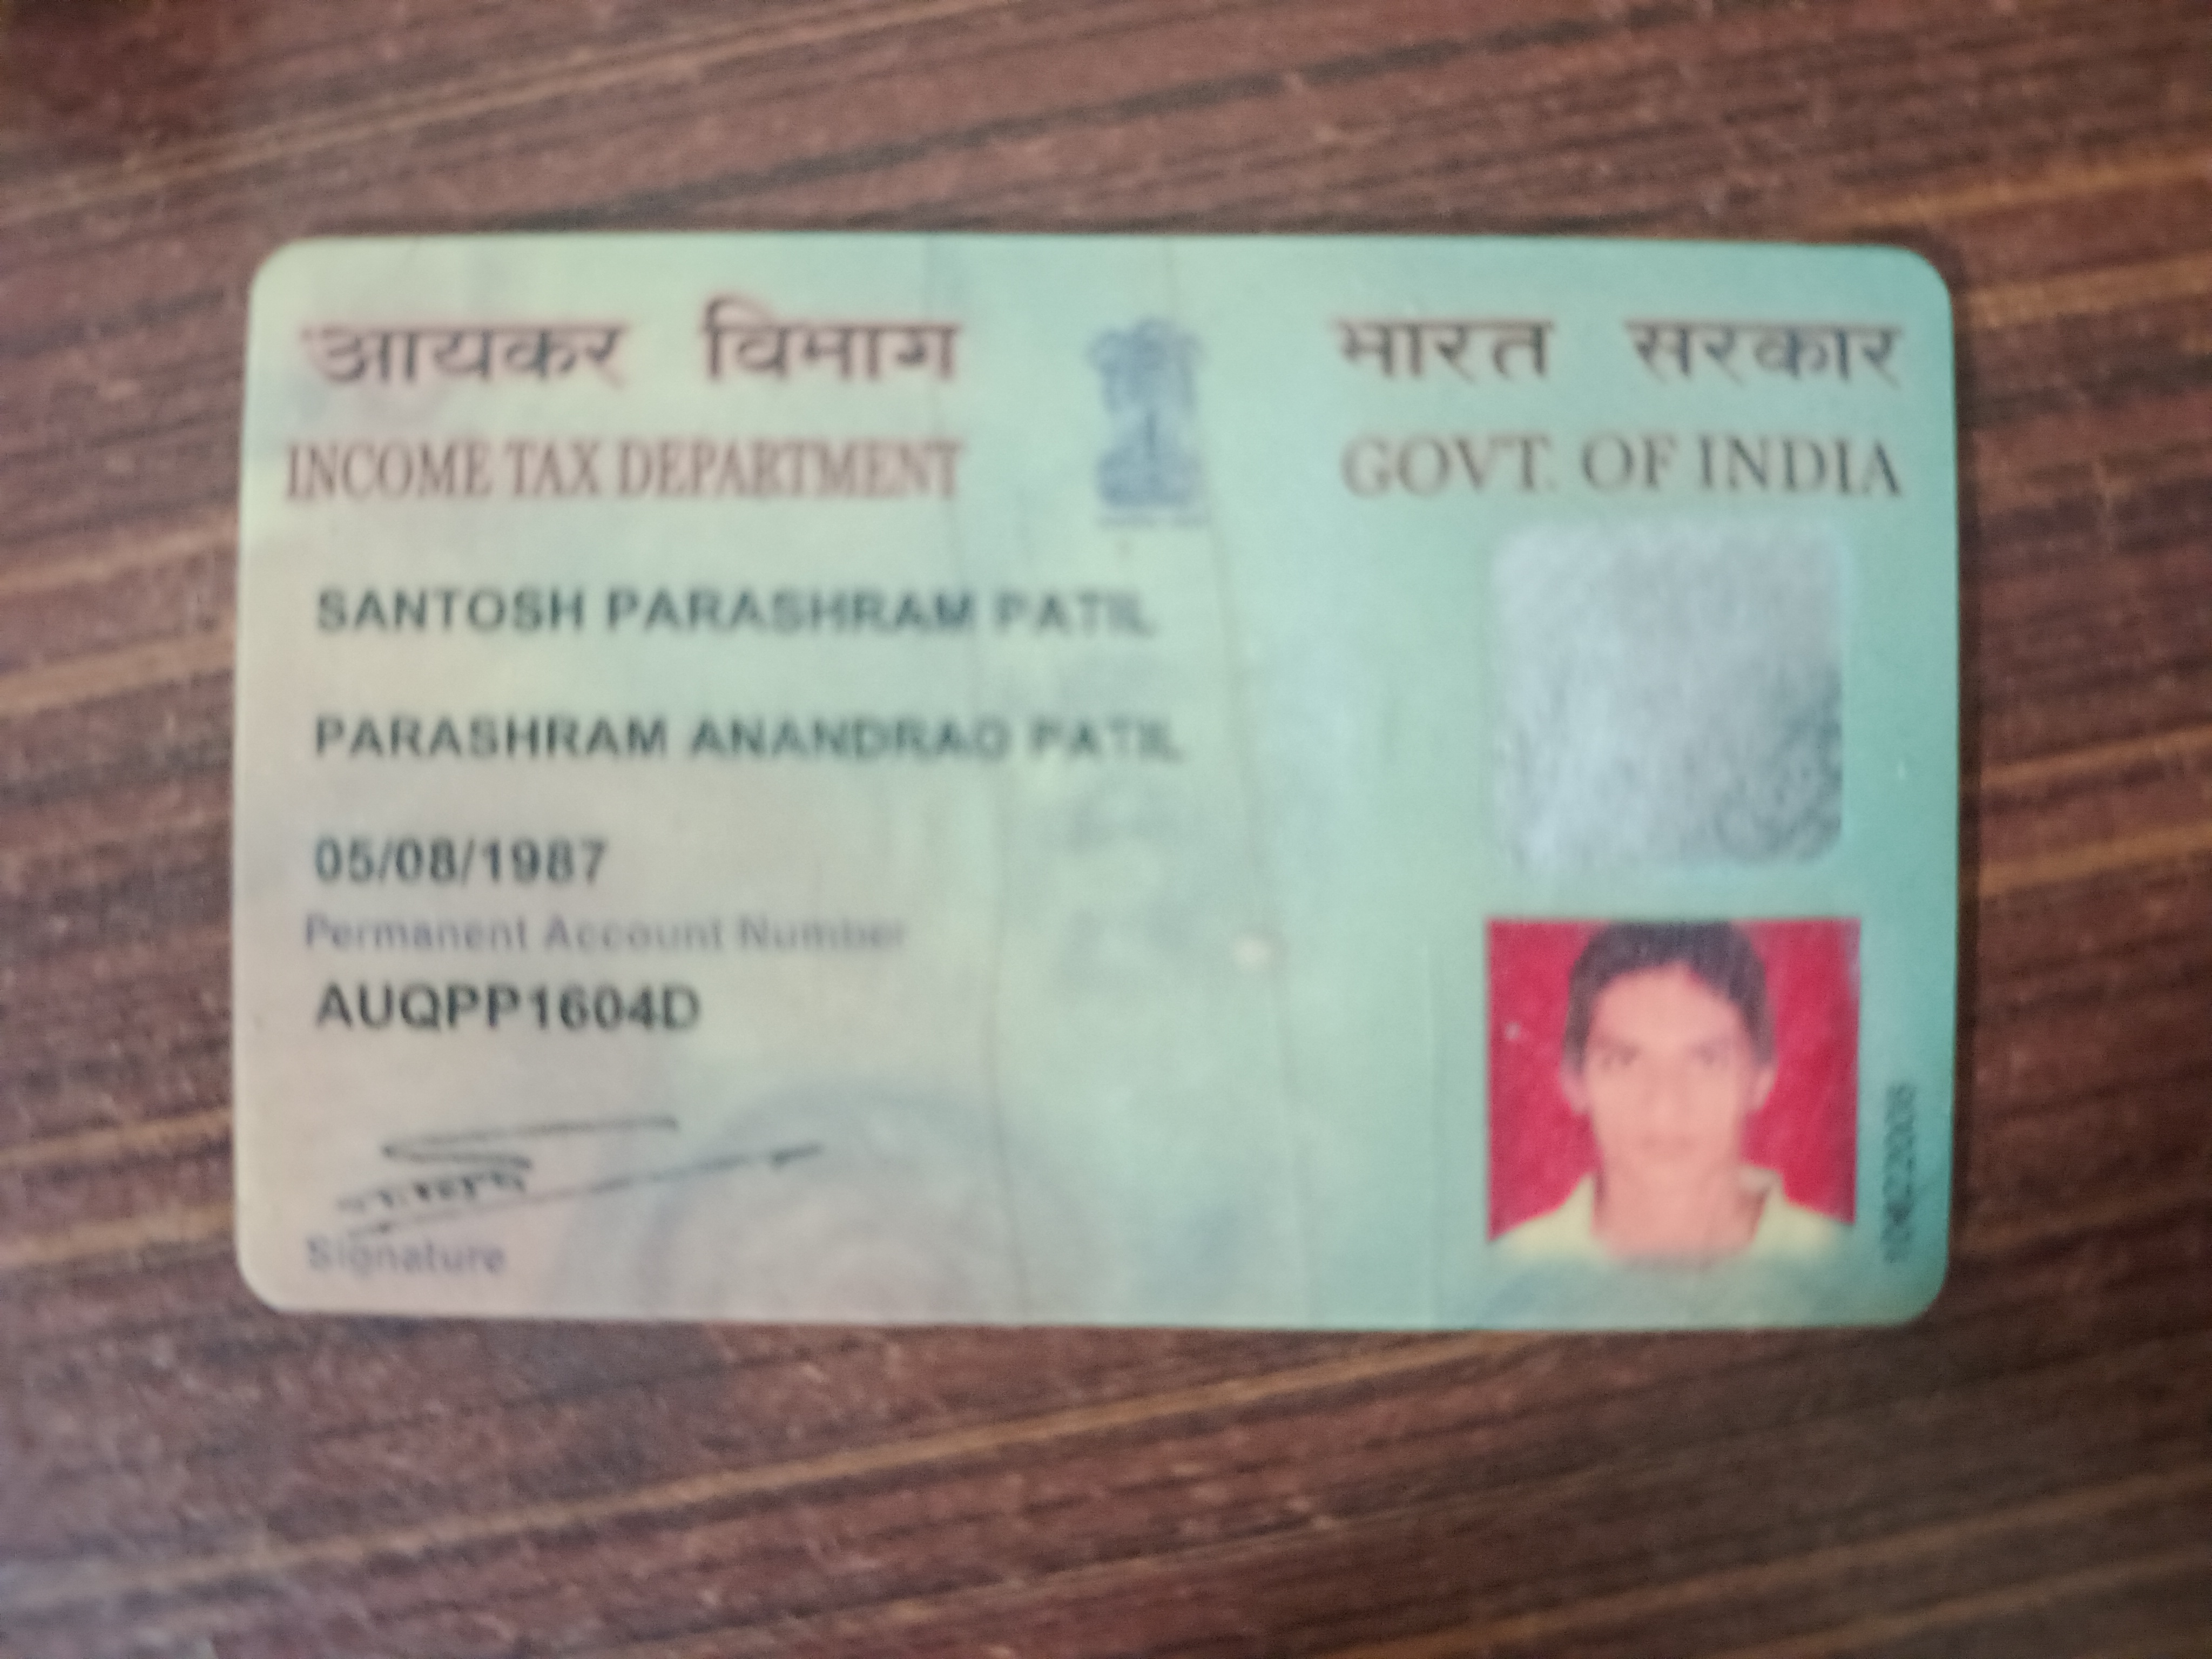 आयकर विभाग
भारत सरकार
INCOME TAX DEPARTMENT
GOVT. OF INDIA
SANTOSH PARASHRAM PATIL
PARASHRAM ANANDRAO PATIL
05/08/1987
Permanent Account Number
AUQPP1604D
Signature